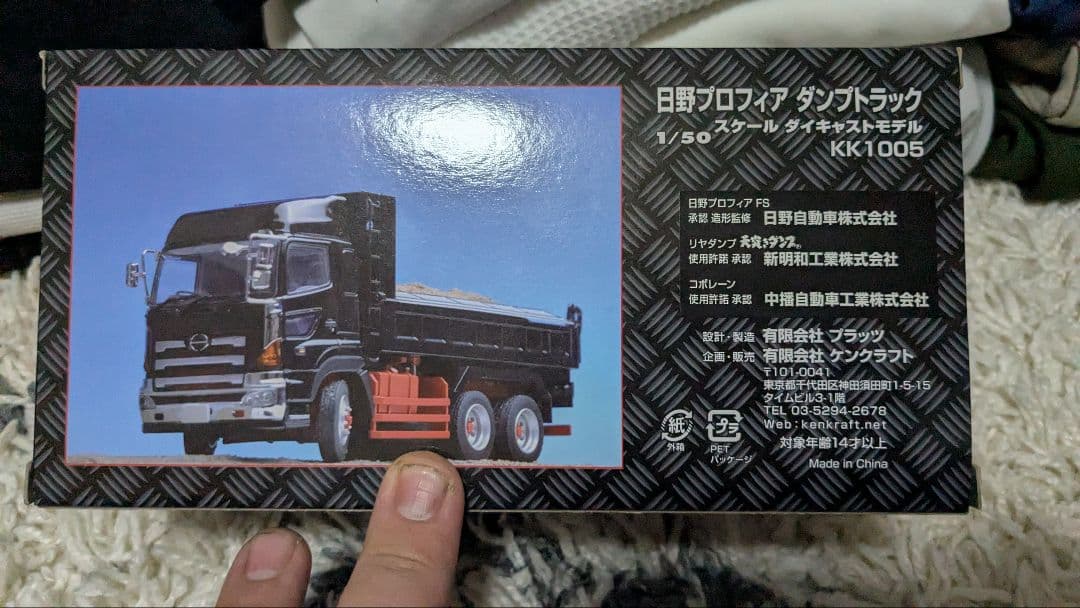 日野プロフィア ダンプトラック
1/50スケール ダイキャストモデル
KK1005
日野プロフィア FS
承認 造形監修 日野自動車株式会社
リヤダンプ 天突きダンプ®
使用許諾 承認 新明和工業株式会社
コボレーン
使用許諾 承認 中播自動車工業株式会社
設計・製造 有限会社 プラッツ
企画・販売 有限会社 ケンクラフト
〒101-0041
東京都千代田区神田須田町1-5-15
タイムビル3-1階
TEL 03-5294-2678
Web:kenkraft.net
対象年齢14才以上
Made in China
紙
外箱
プラ
PET
パッケージ